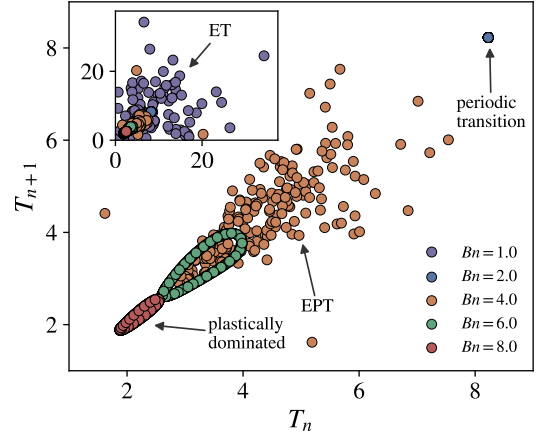 8
6
4
2
T_{n+1}
20
0
0
20
ET
periodic
transition
Bn = 1.0
Bn = 2.0
Bn = 4.0
Bn = 6.0
Bn = 8.0
EPT
plastically
dominated
2
4
6
8
T_n